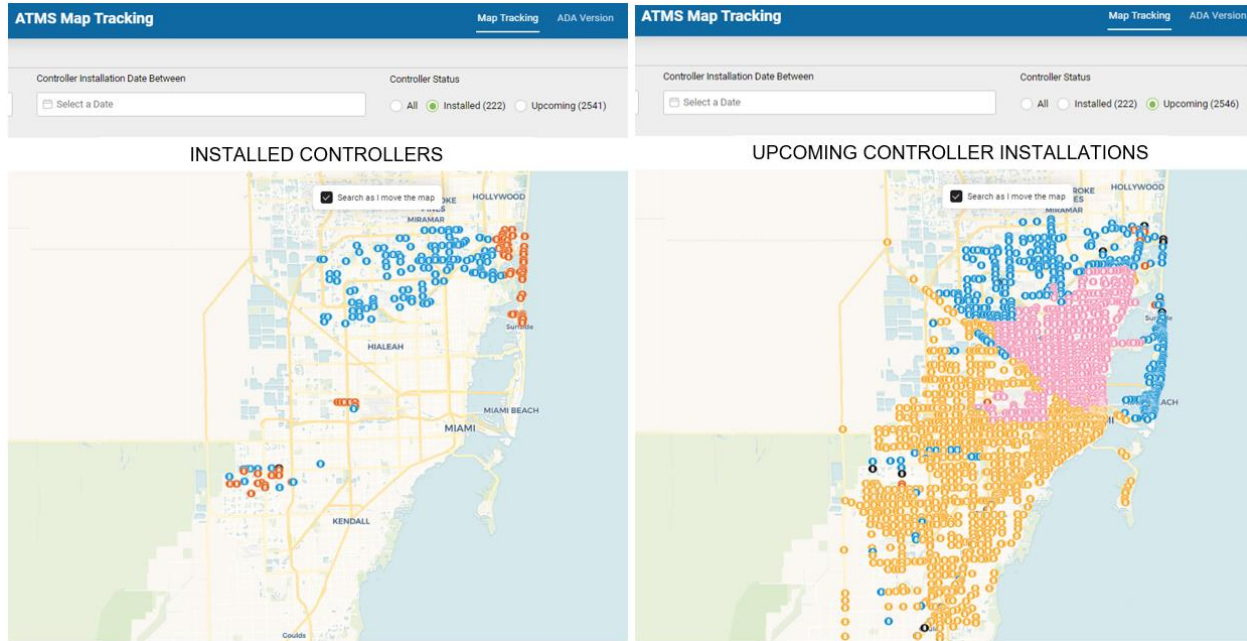 ATMS Map Tracking
Map Tracking ADA Version
Controller Installation Date Between
Controller Status
Select a Date
All Installed (222) Upcoming (2541)
INSTALLED CONTROLLERS
Search as I move the map
HOLLYWOOD
MIRAMAR
HIALEAH
Surfside
MIAMI BEACH
MIAMI
KENDALL
Goulds
ATMS Map Tracking
Map Tracking ADA Version
Controller Installation Date Between
Controller Status
Select a Date
All Installed (222) Upcoming (2546)
UPCOMING CONTROLLER INSTALLATIONS
Search as I move the map
HOLLYWOOD
MIRAMAR